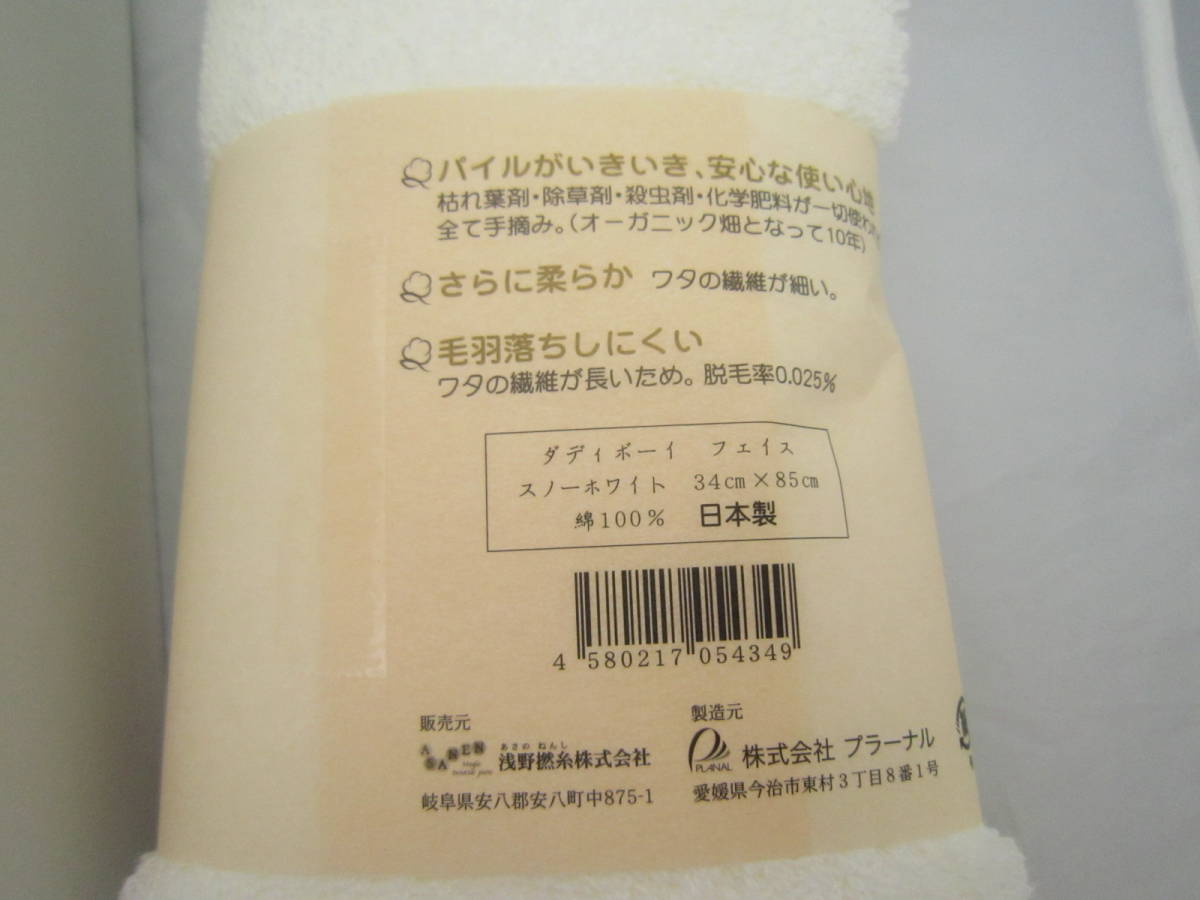 パイルがいきいき、安心な使い心地
枯れ葉剤・除草剤・殺虫剤・化学肥料が一切使わ
全て手摘み。(オーガニック畑となって10年)
さらに柔らか ワタの繊維が細い。
毛羽落ちしにくい
ワタの繊維が長いため。脱毛率0.025%
ダディボーイ フェイス
スノーホワイト 34cm×85cm
綿100% 日本製
4 580217 054349
販売元
ASANEN
あさの ねんし
浅野撚糸株式会社
岐阜県安八郡安八町中875-1
製造元
PLANAL
株式会社 プラーナル
愛媛県今治市東村3丁目8番1号